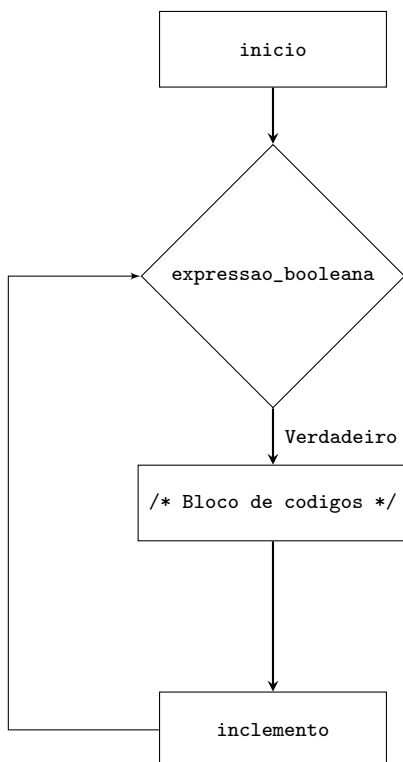 inicio
expressao_booleana
Verdadeiro
/* Bloco de codigos */
inclemento